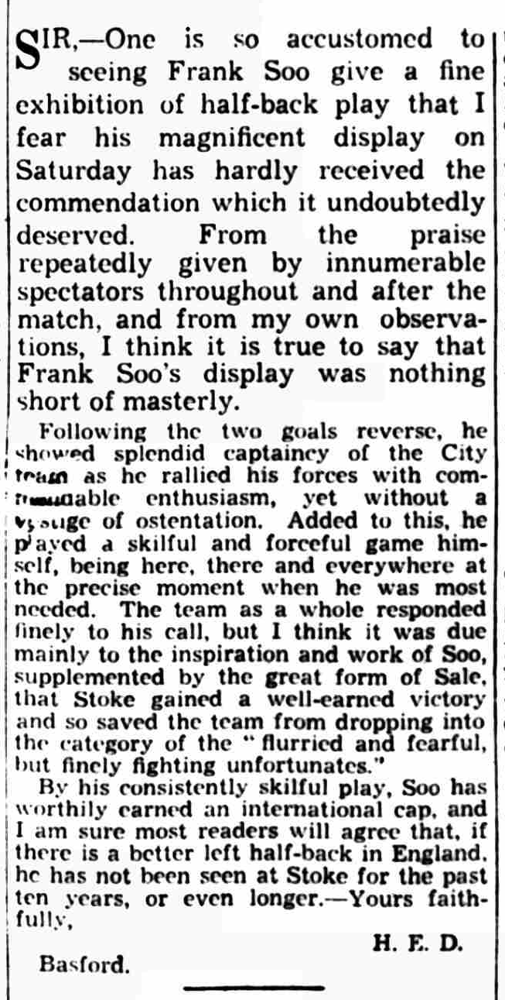 SIR,—One is so accustomed to
seeing Frank Soo give a fine
exhibition of half-back play that I
fear his magnificent display on
Saturday has hardly received the
commendation which it undoubtedly
deserved. From the praise
repeatedly given by innumerable
spectators throughout and after the
match, and from my own observa-
tions, I think it is true to say that
Frank Soo's display was nothing
short of masterly.
Following the two goals reverse, he
showed splendid captaincy of the City
team as he rallied his forces with com-
enthusiasm, yet without a
of ostentation. Added to this, he
played a skilful and forceful game him-
self, being here, there and everywhere at
the precise moment when he was most
needed. The team as a whole responded
finely to his call, but I think it was due
mainly to the inspiration and work of Soo,
supplemented by the great form of Sale,
that Stoke gained a well-earned victory
and so saved the team from dropping into
the category of the "flurried and fearful,
but finely fighting unfortunates."
By his consistently skilful play, Soo has
worthily earned an international cap, and
I am sure most readers will agree that, if
there is a better left half-back in England,
he has not been seen at Stoke for the past
ten years, or even longer.—Yours faith-
fully,
H. E. D.
Basford.